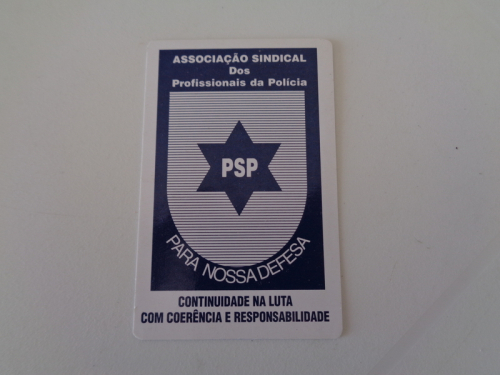 ASSOCIAÇÃO SINDICAL
Dos
Profissionais da Polícia
PSP
PARA NOSSA DEFESA
CONTINUIDADE NA LUTA
COM COERÊNCIA E RESPONSABILIDADE